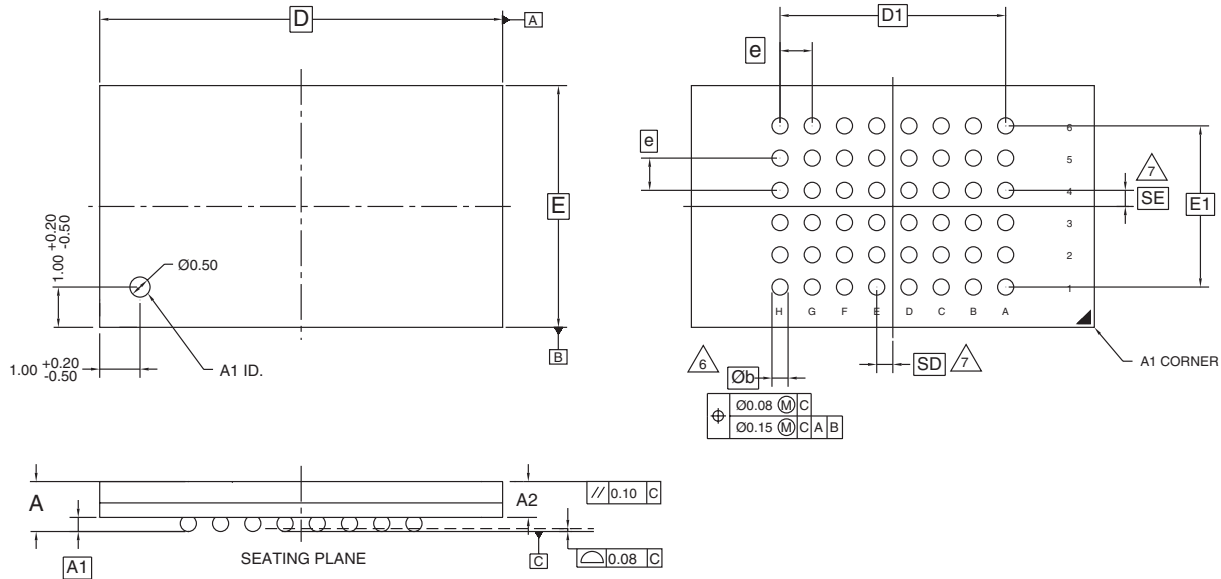 D
A
D1
e
6
e
5
7
4
SE
E1
E
3
1.00 +0.20 -0.50
Ø0.50
2
1
H G F E D C B A
B
1.00 +0.20 -0.50
A1 ID.
6
Øb
SD
7
A1 CORNER
Ø0.08 Ⓜ C
Ø0.15 Ⓜ C A B
A
A2
// 0.10 C
A1
SEATING PLANE
C
0.08 C